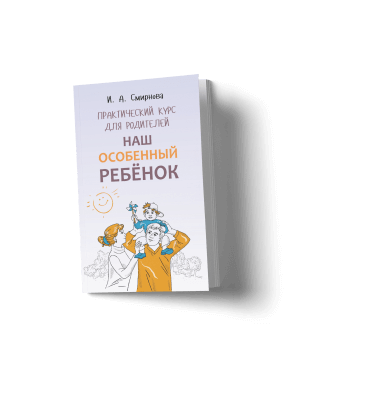 И. А. Смирнова
ПРАКТИЧЕСКИЙ КУРС
ДЛЯ РОДИТЕЛЕЙ
НАШ
ОСОБЕННЫЙ
РЕБЁНОК